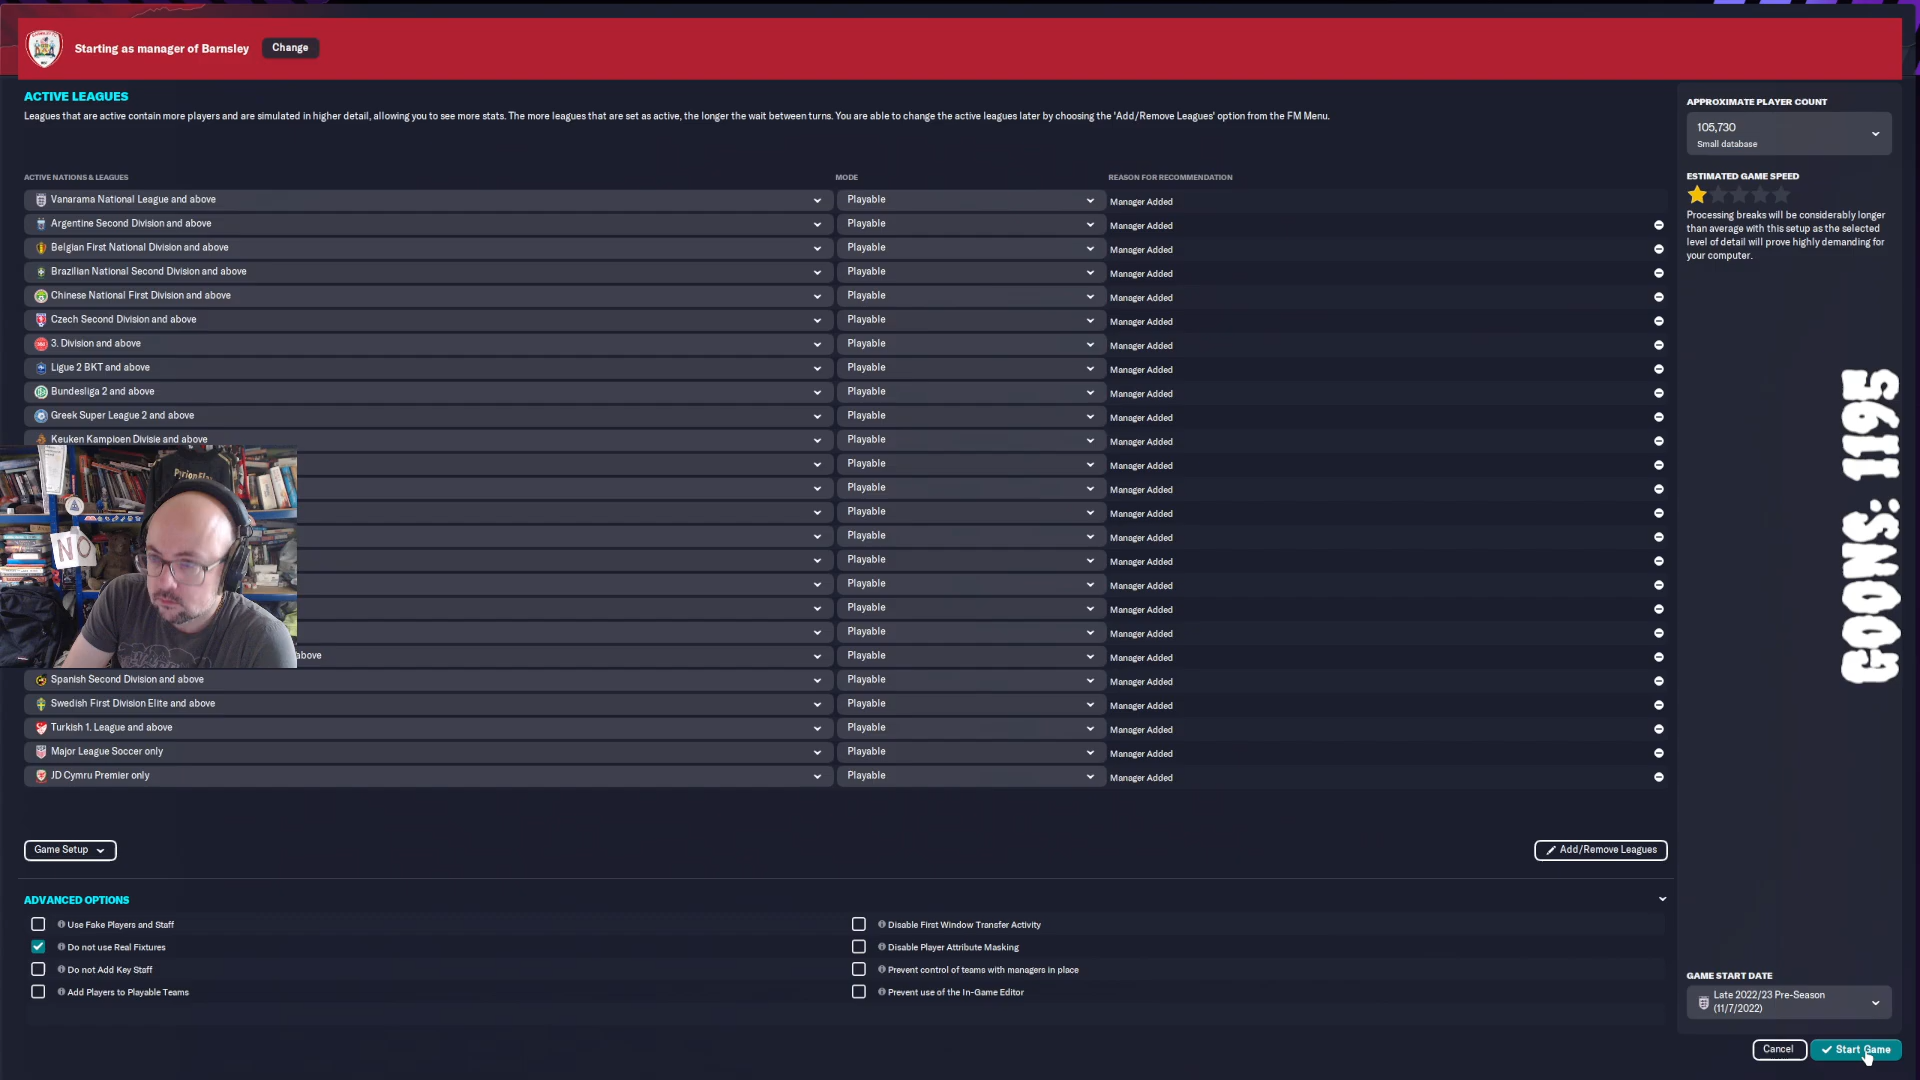 Starting as manager of Barnsley
Change
ACTIVE LEAGUES
Leagues that are active contain more players and are simulated in higher detail, allowing you to see more stats. The more leagues that are set as active, the longer the wait between turns. You are able to change the active leagues later by choosing the 'Add/Remove Leagues' option from the FM Menu.
ACTIVE NATIONS & LEAGUES MODE REASON FOR RECOMMENDATION
Vanarama National League and above Playable Manager Added
Argentine Second Division and above Playable Manager Added
Belgian First National Division and above Playable Manager Added
Brazilian National Second Division and above Playable Manager Added
Chinese National First Division and above Playable Manager Added
Czech Second Division and above Playable Manager Added
3. Division and above Playable Manager Added
Ligue 2 BKT and above Playable Manager Added
Bundesliga 2 and above Playable Manager Added
Greek Super League 2 and above Playable Manager Added
Keuken Kampioen Divisie and above Playable Manager Added
Playable Manager Added
Playable Manager Added
Playable Manager Added
Playable Manager Added
Playable Manager Added
Playable Manager Added
Playable Manager Added
Playable Manager Added
above Playable Manager Added
Spanish Second Division and above Playable Manager Added
Swedish First Division Elite and above Playable Manager Added
Turkish 1. League and above Playable Manager Added
Major League Soccer only Playable Manager Added
JD Cymru Premier only Playable Manager Added
NO
Game Setup
Add/Remove Leagues
ADVANCED OPTIONS
Use Fake Players and Staff
Do not use Real Fixtures
Do not Add Key Staff
Add Players to Playable Teams
Disable First Window Transfer Activity
Disable Player Attribute Masking
Prevent control of teams with managers in place
Prevent use of the In-Game Editor
APPROXIMATE PLAYER COUNT
105,730
Small database
ESTIMATED GAME SPEED
Processing breaks will be considerably longer
than average with this setup as the selected
level of detail will prove highly demanding for
your computer.
GOONS: 1195
GAME START DATE
Late 2022/23 Pre-Season
(11/7/2022)
Cancel
Start Game